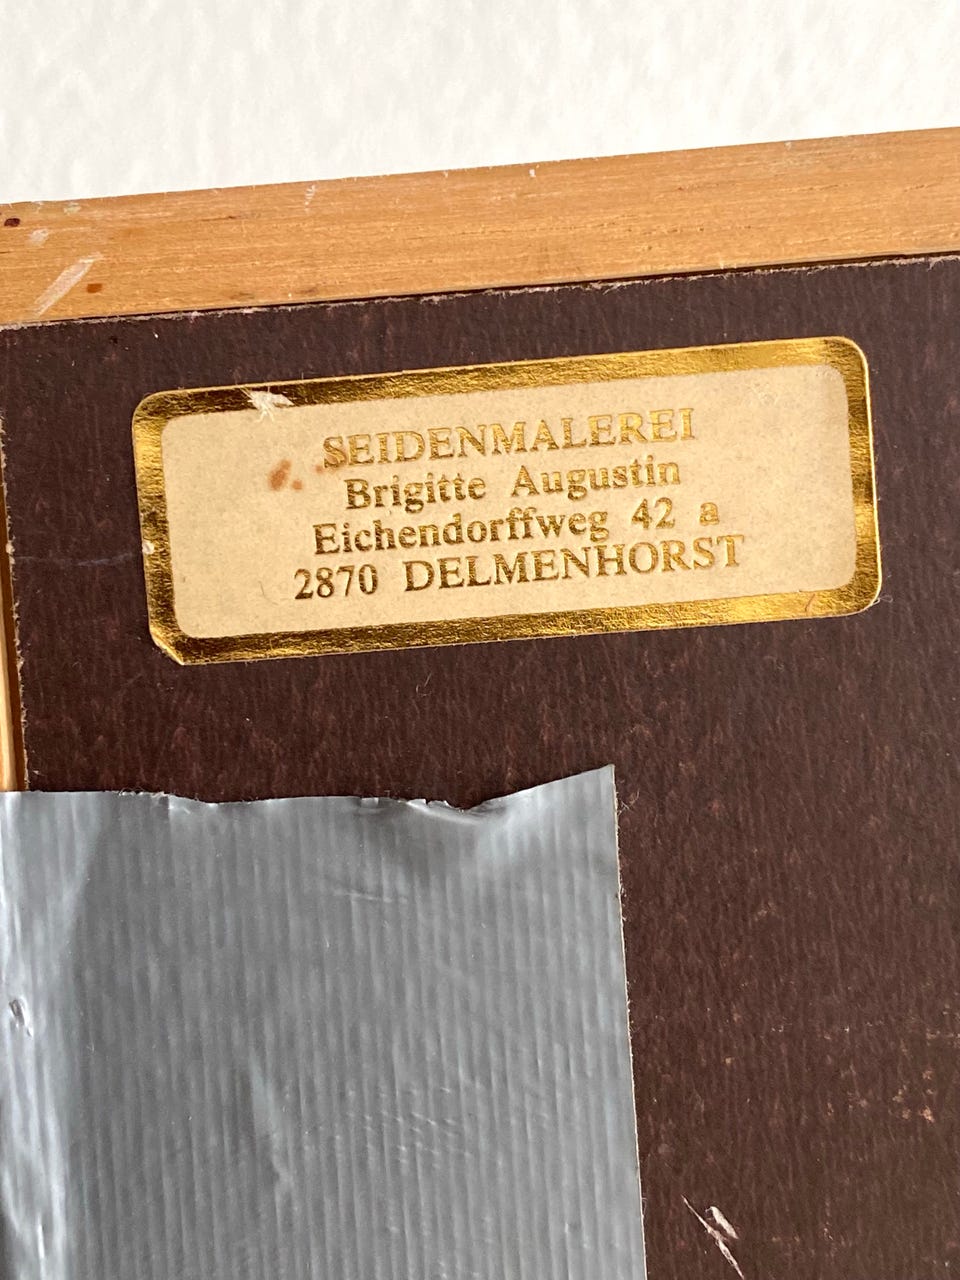 SEIDENMALEREI
Brigitte Augustin
Eichendorffweg 42 a
2870 DELMENHORST